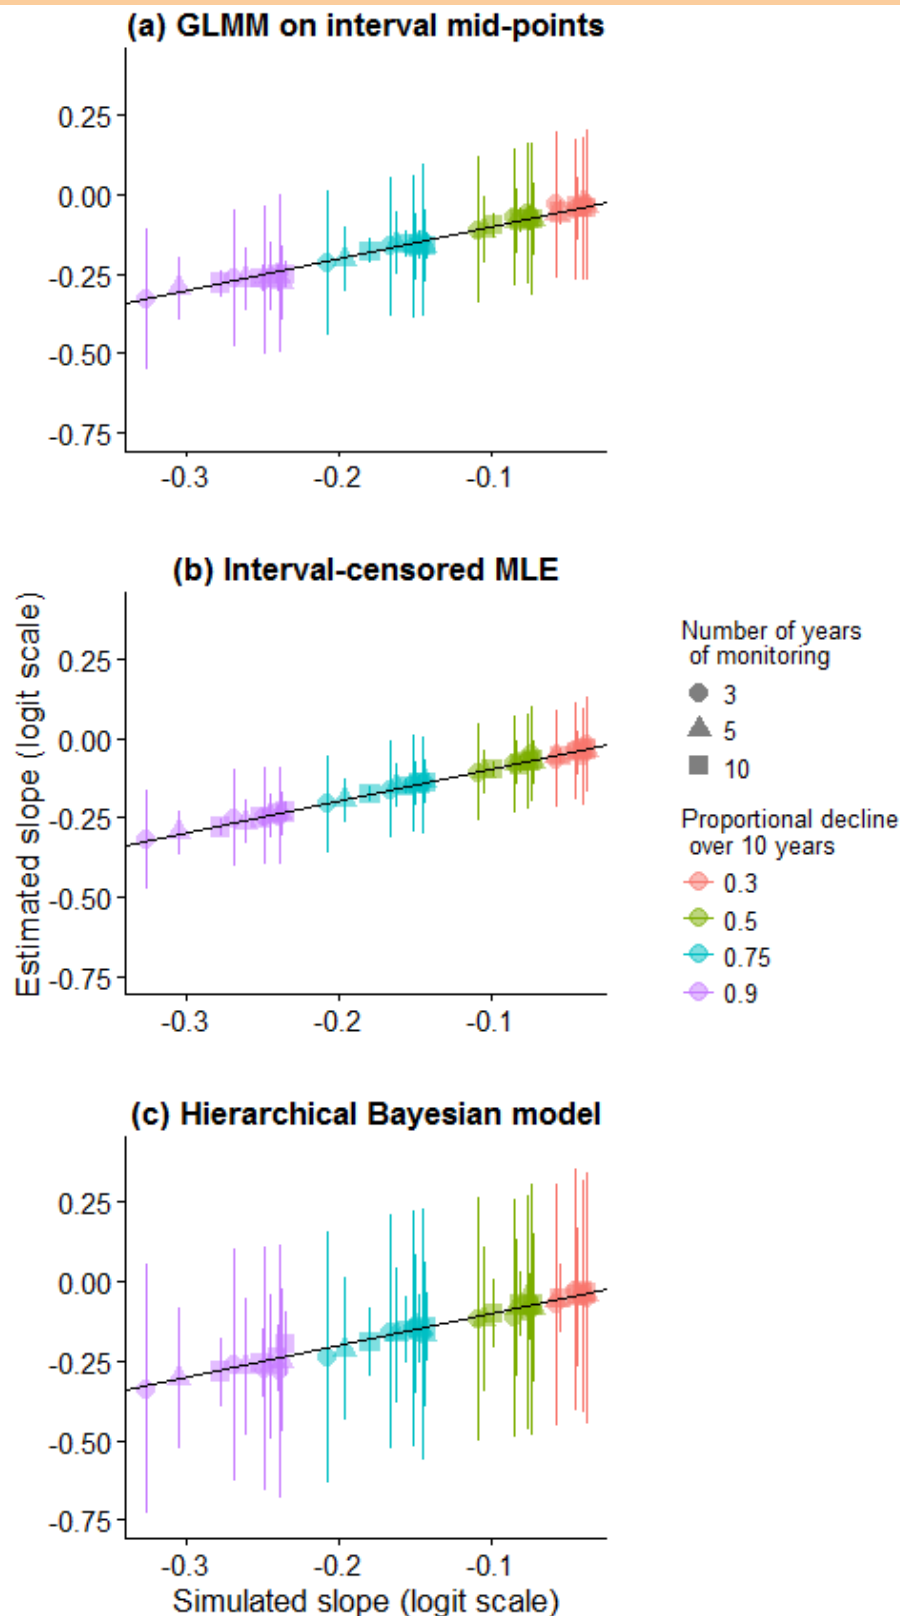 (a) GLMM on interval mid-points
0.25
0.00
-0.25
-0.50
-0.75
-0.3 -0.2 -0.1
(b) Interval-censored MLE
Estimated slope (logit scale)
0.25
0.00
-0.25
-0.50
-0.75
-0.3 -0.2 -0.1
Number of years
of monitoring
3
5
10
Proportional decline
over 10 years
0.3
0.5
0.75
0.9
(c) Hierarchical Bayesian model
0.25
0.00
-0.25
-0.50
-0.75
-0.3 -0.2 -0.1
Simulated slope (logit scale)